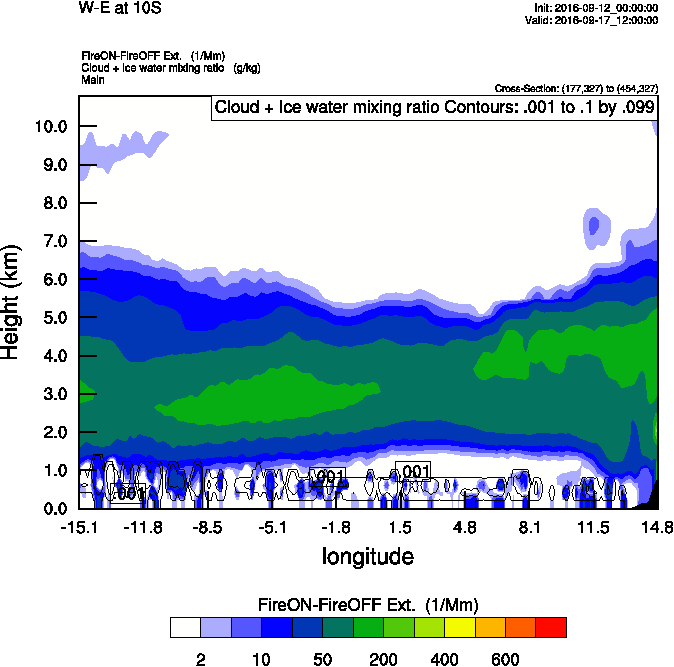 W-E at 10S
Init: 2016-09-12_00:00:00
Valid: 2016-09-17_12:00:00
FireON-FireOFF Ext. (1/Mm)
Cloud + Ice water mixing ratio (g/kg)
Main
Cross-Section: (177,327) to (454,327)
Cloud + Ice water mixing ratio Contours: .001 to .1 by .099
10.0
9.0
8.0
7.0
6.0
5.0
4.0
3.0
2.0
1.0
0.0
Height (km)
.001
.001
.001
-15.1 -11.8 -8.5 -5.1 -1.8 1.5 4.8 8.1 11.5 14.8
longitude
FireON-FireOFF Ext. (1/Mm)
2 10 50 200 400 600